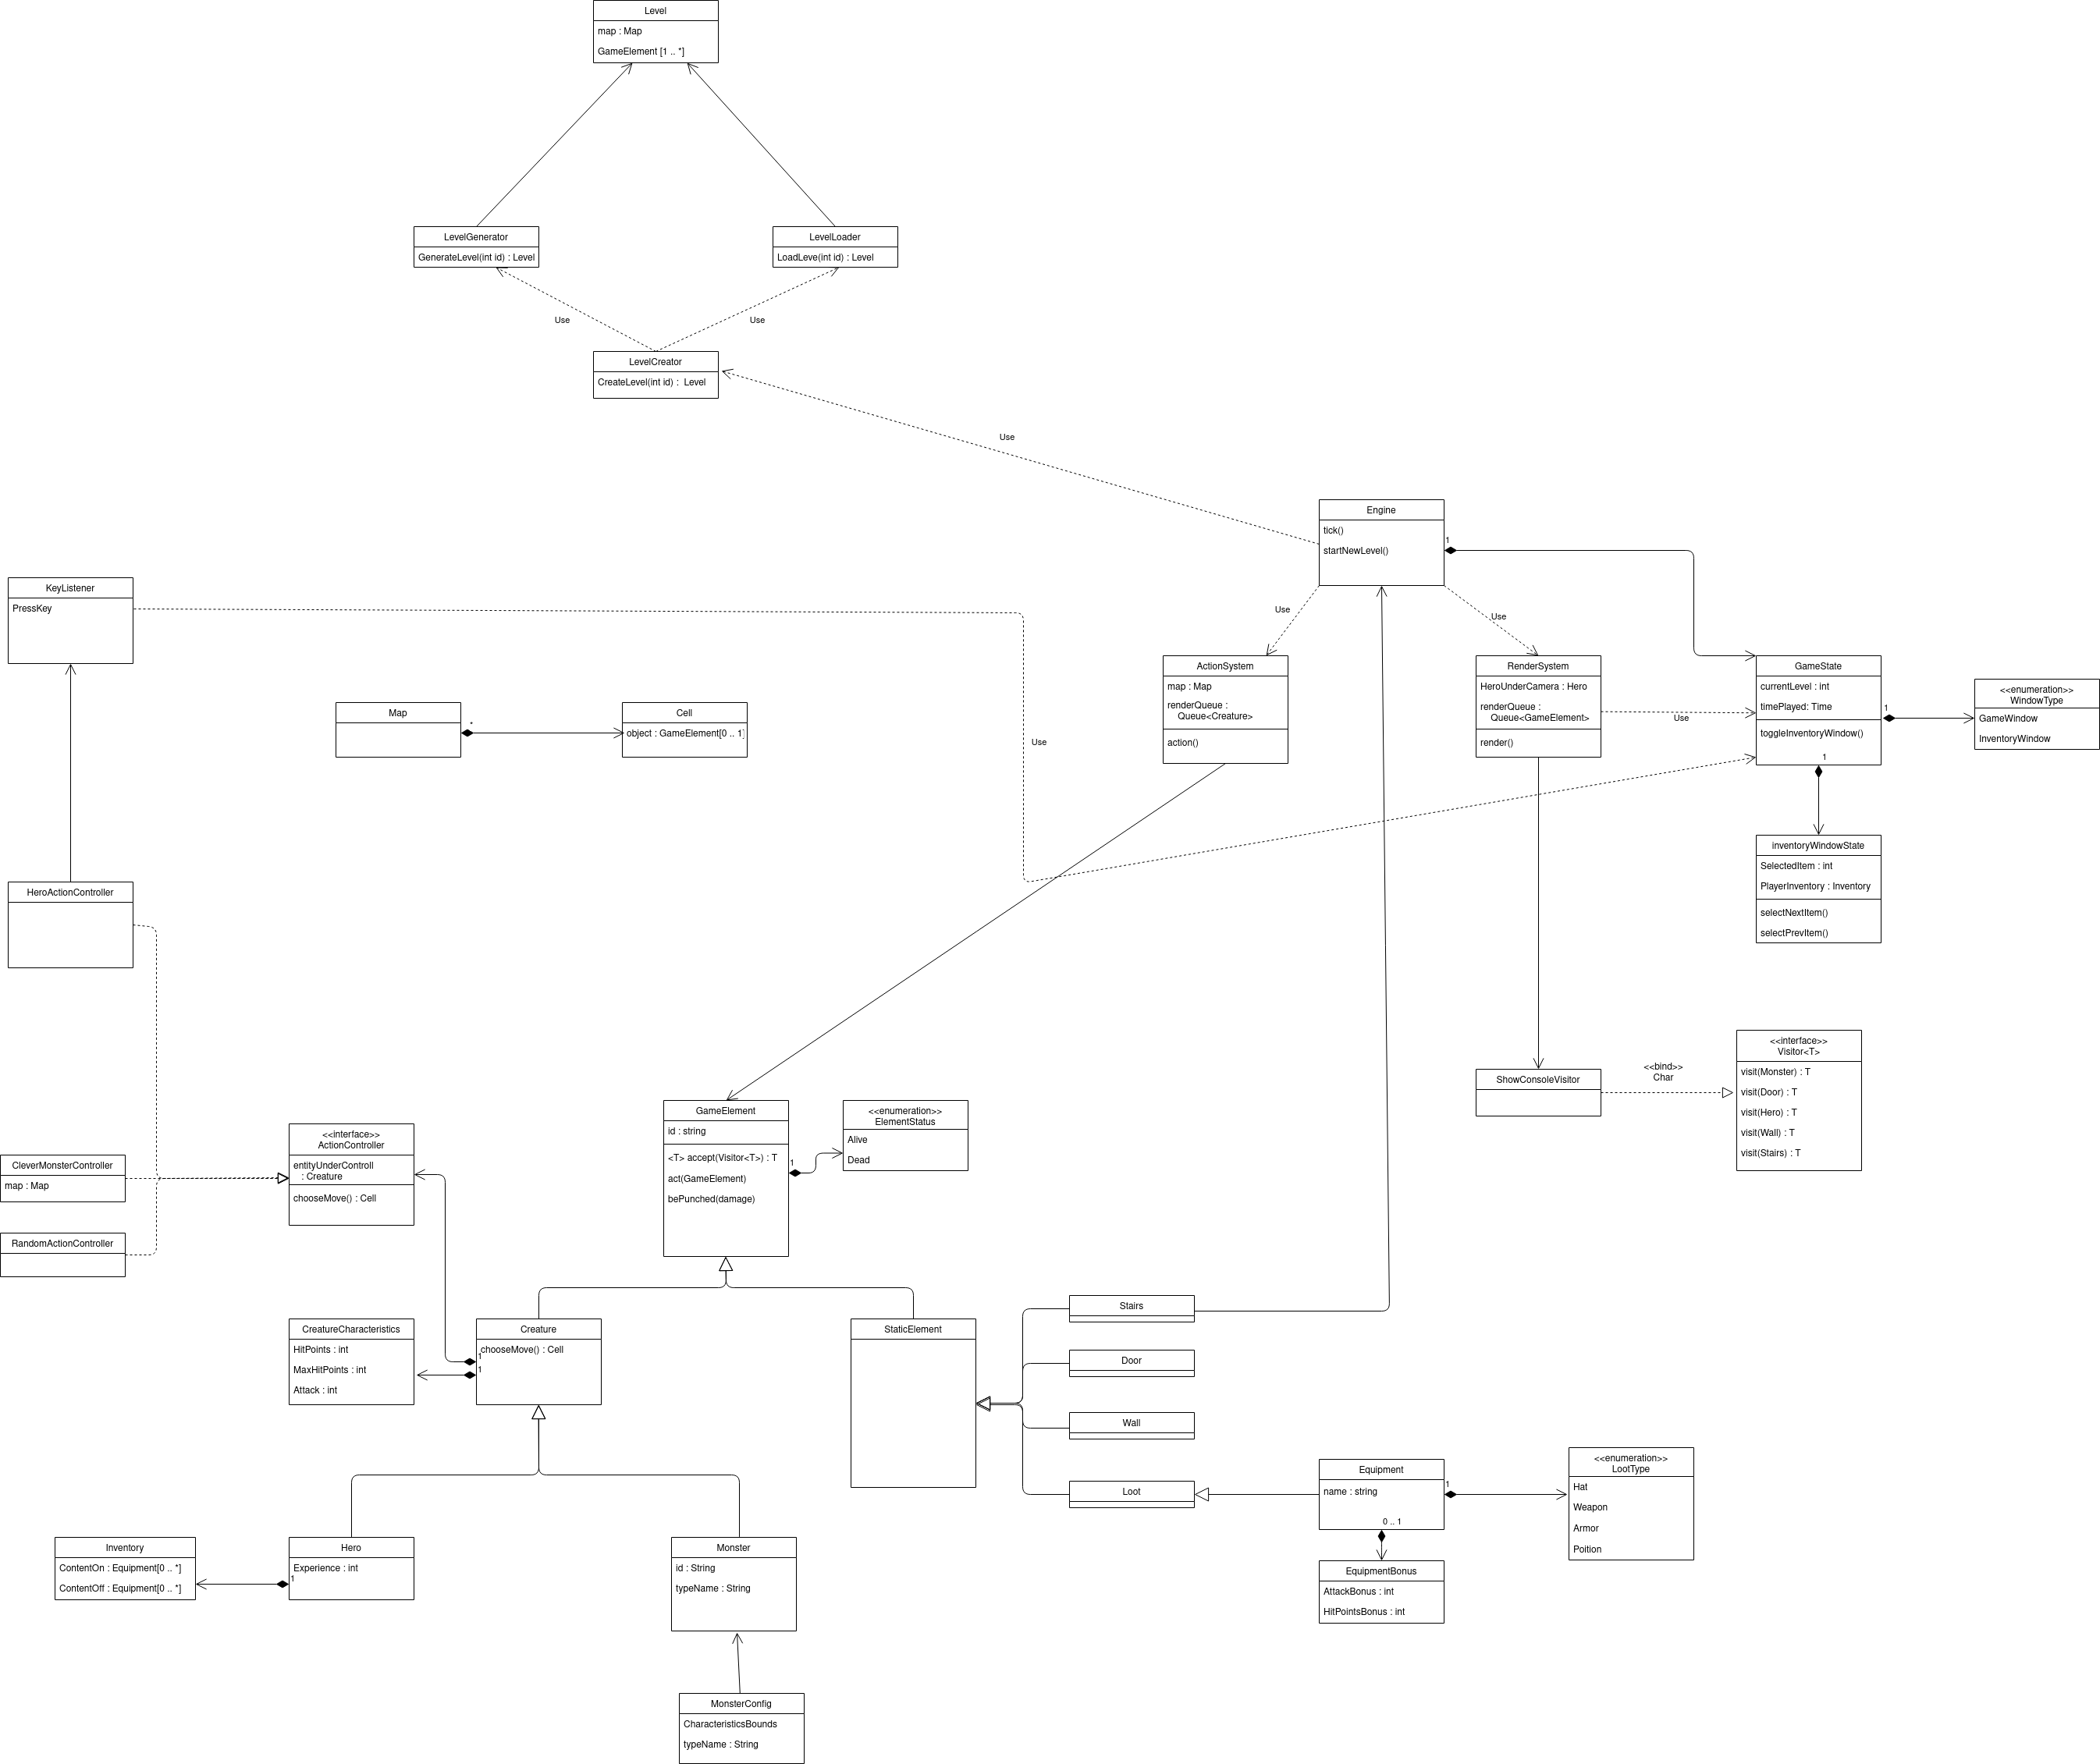 Level
map : Map
GameElement [1 .. *]
LevelGenerator
GenerateLevel(int id) : Level
LevelLoader
LoadLeve(int id) : Level
Use
Use
LevelCreator
CreateLevel(int id) :  Level
Use
Engine
tick()
startNewLevel()
1
KeyListener
PressKey
Use
Use
Map
*
Cell
object : GameElement[0 .. 1]
Use
ActionSystem
map : Map
renderQueue :
Queue<Creature>
action()
RenderSystem
HeroUnderCamera : Hero
renderQueue :
Queue<GameElement>
render()
Use
GameState
currentLevel : int
timePlayed: Time
toggleInventoryWindow()
1
1
<<enumeration>>
WindowType
GameWindow
InventoryWindow
inventoryWindowState
SelectedItem : int
PlayerInventory : Inventory
selectNextItem()
selectPrevItem()
HeroActionController
ShowConsoleVisitor
<<bind>>
Char
<<interface>>
Visitor<T>
visit(Monster) : T
visit(Door) : T
visit(Hero) : T
visit(Wall) : T
visit(Stairs) : T
CleverMonsterController
map : Map
RandomActionController
<<interface>>
ActionController
entityUnderControll
: Creature
chooseMove() : Cell
GameElement
id : string
<T> accept(Visitor<T>) : T
act(GameElement)
bePunched(damage)
1
<<enumeration>>
ElementStatus
Alive
Dead
CreatureCharacteristics
HitPoints : int
MaxHitPoints : int
Attack : int
Creature
chooseMove() : Cell
1
1
StaticElement
Stairs
Door
Wall
Loot
Equipment
name : string
1
0 .. 1
<<enumeration>>
LootType
Hat
Weapon
Armor
Poition
EquipmentBonus
AttackBonus : int
HitPointsBonus : int
Inventory
ContentOn : Equipment[0 .. *]
ContentOff : Equipment[0 .. *]
Hero
Experience : int
1
Monster
id : String
typeName : String
MonsterConfig
CharacteristicsBounds
typeName : String